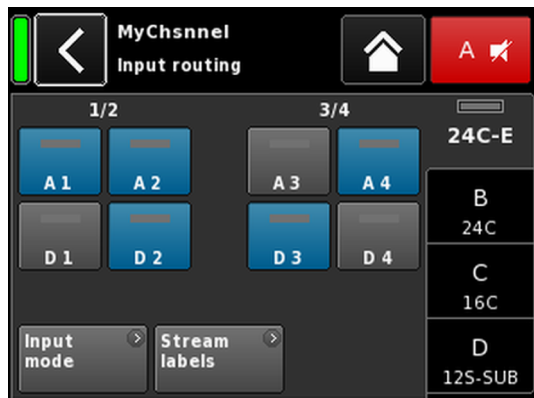 MyChsnnel
Input routing
A
1/2
3/4
24C-E
A 1
A 2
A 3
A 4
B
24C
D 1
D 2
D 3
D 4
C
16C
Input mode
Stream labels
D
12S-SUB